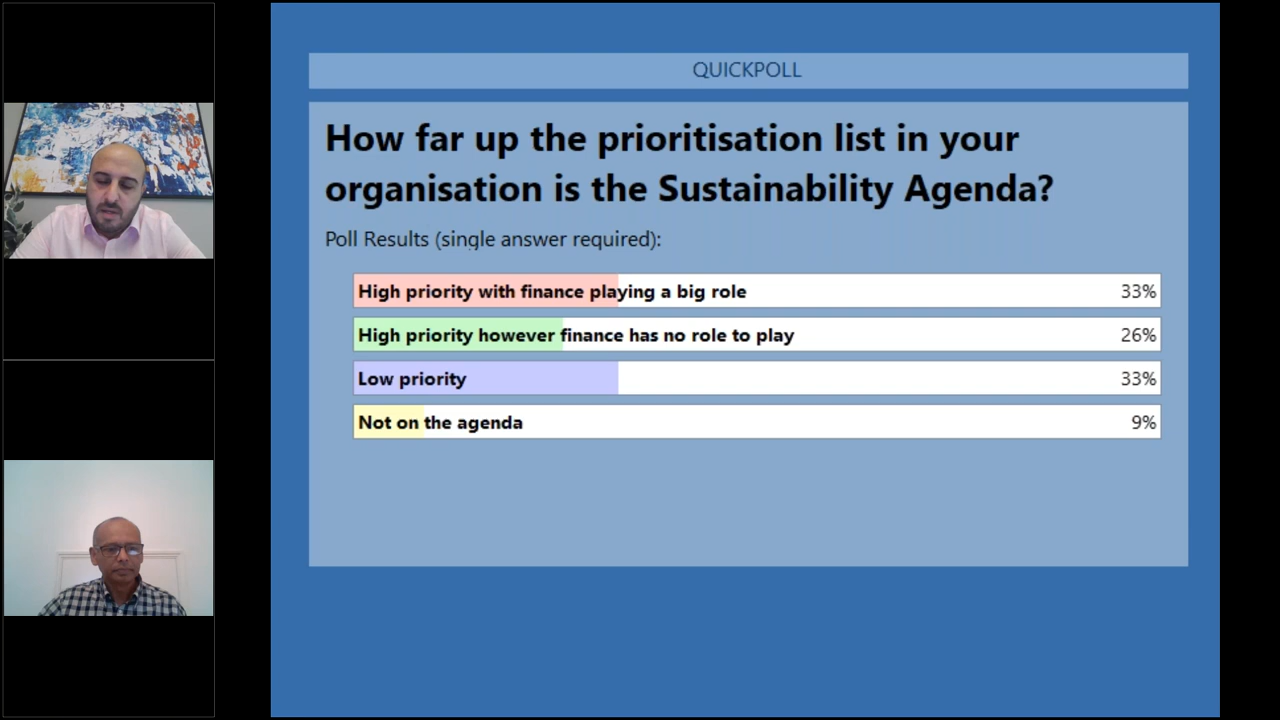 QUICKPOLL
How far up the prioritisation list in your
organisation is the Sustainability Agenda?
Poll Results (single answer required):
High priority with finance playing a big role 33%
High priority however finance has no role to play 26%
Low priority 33%
Not on the agenda 9%